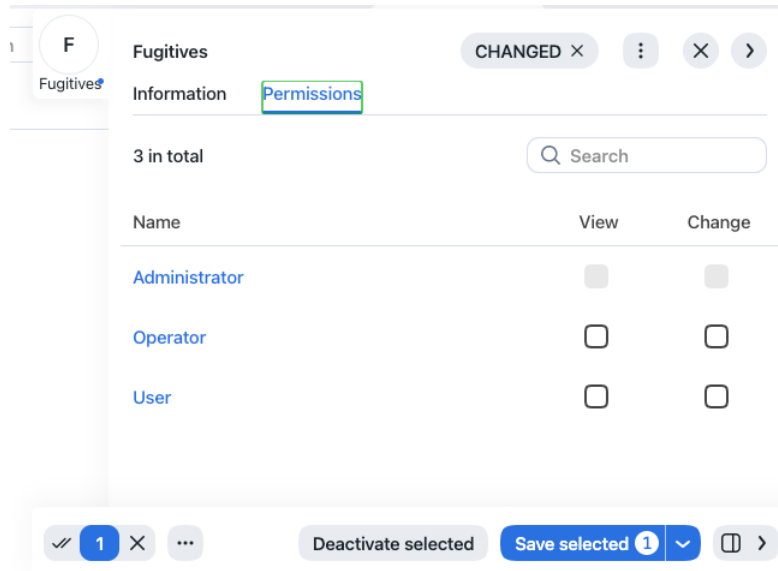 F
Fugitives
Fugitives
CHANGED
Information Permissions
3 in total
Search
Name View Change
Administrator
Operator
User
1
Deactivate selected
Save selected 1